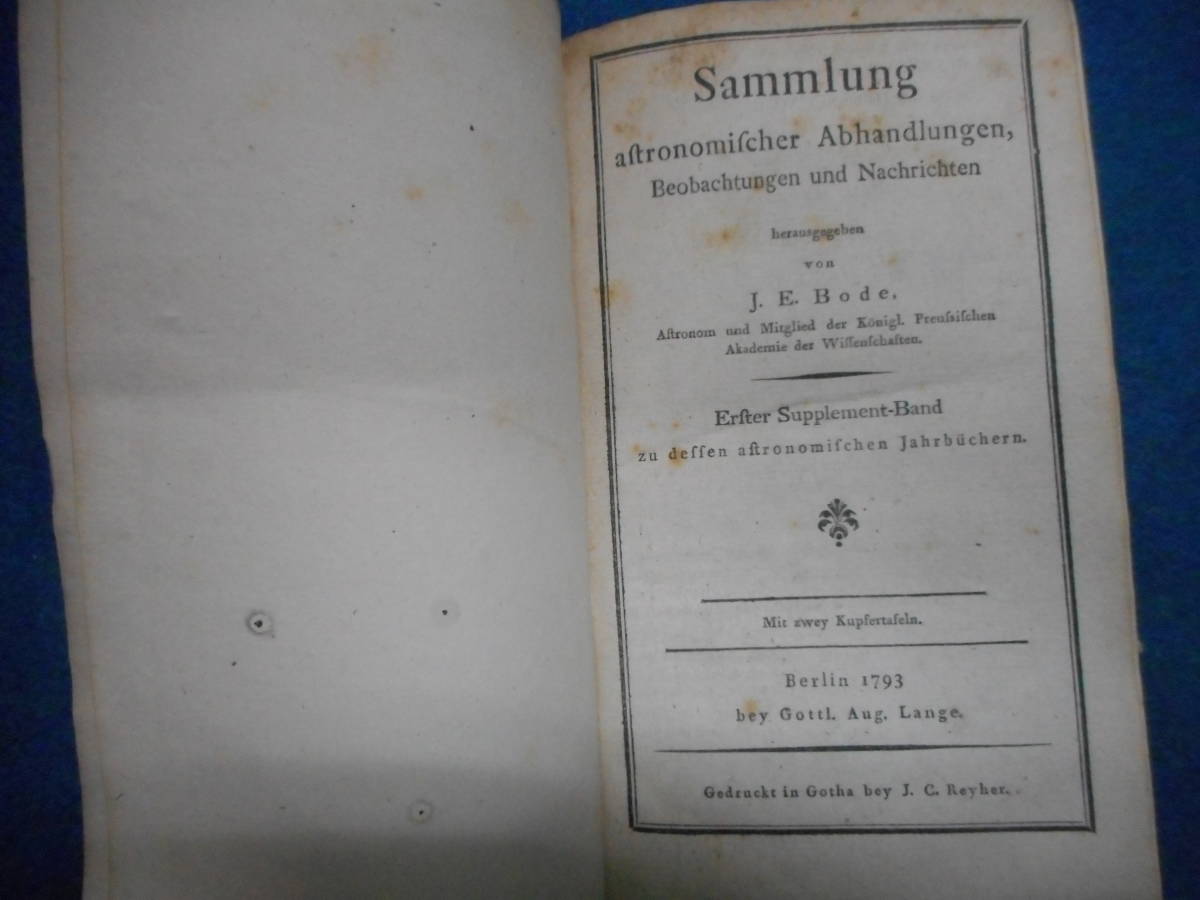 Sammlung
aſtronomiſcher Abhandlungen,
Beobachtungen und Nachrichten
herausgegeben
von
J. E. Bode,
Aſtronom und Mitglied der Königl. Preuſsiſchen
Akademie der Wiſſenſchaften.
Erſter Supplement-Band
zu deſſen aſtronomiſchen Jahrbüchern.
Mit zwey Kupfertafeln.
Berlin 1793
bey Gottl. Aug. Lange.
Gedruckt in Gotha bey J. C. Reyher.